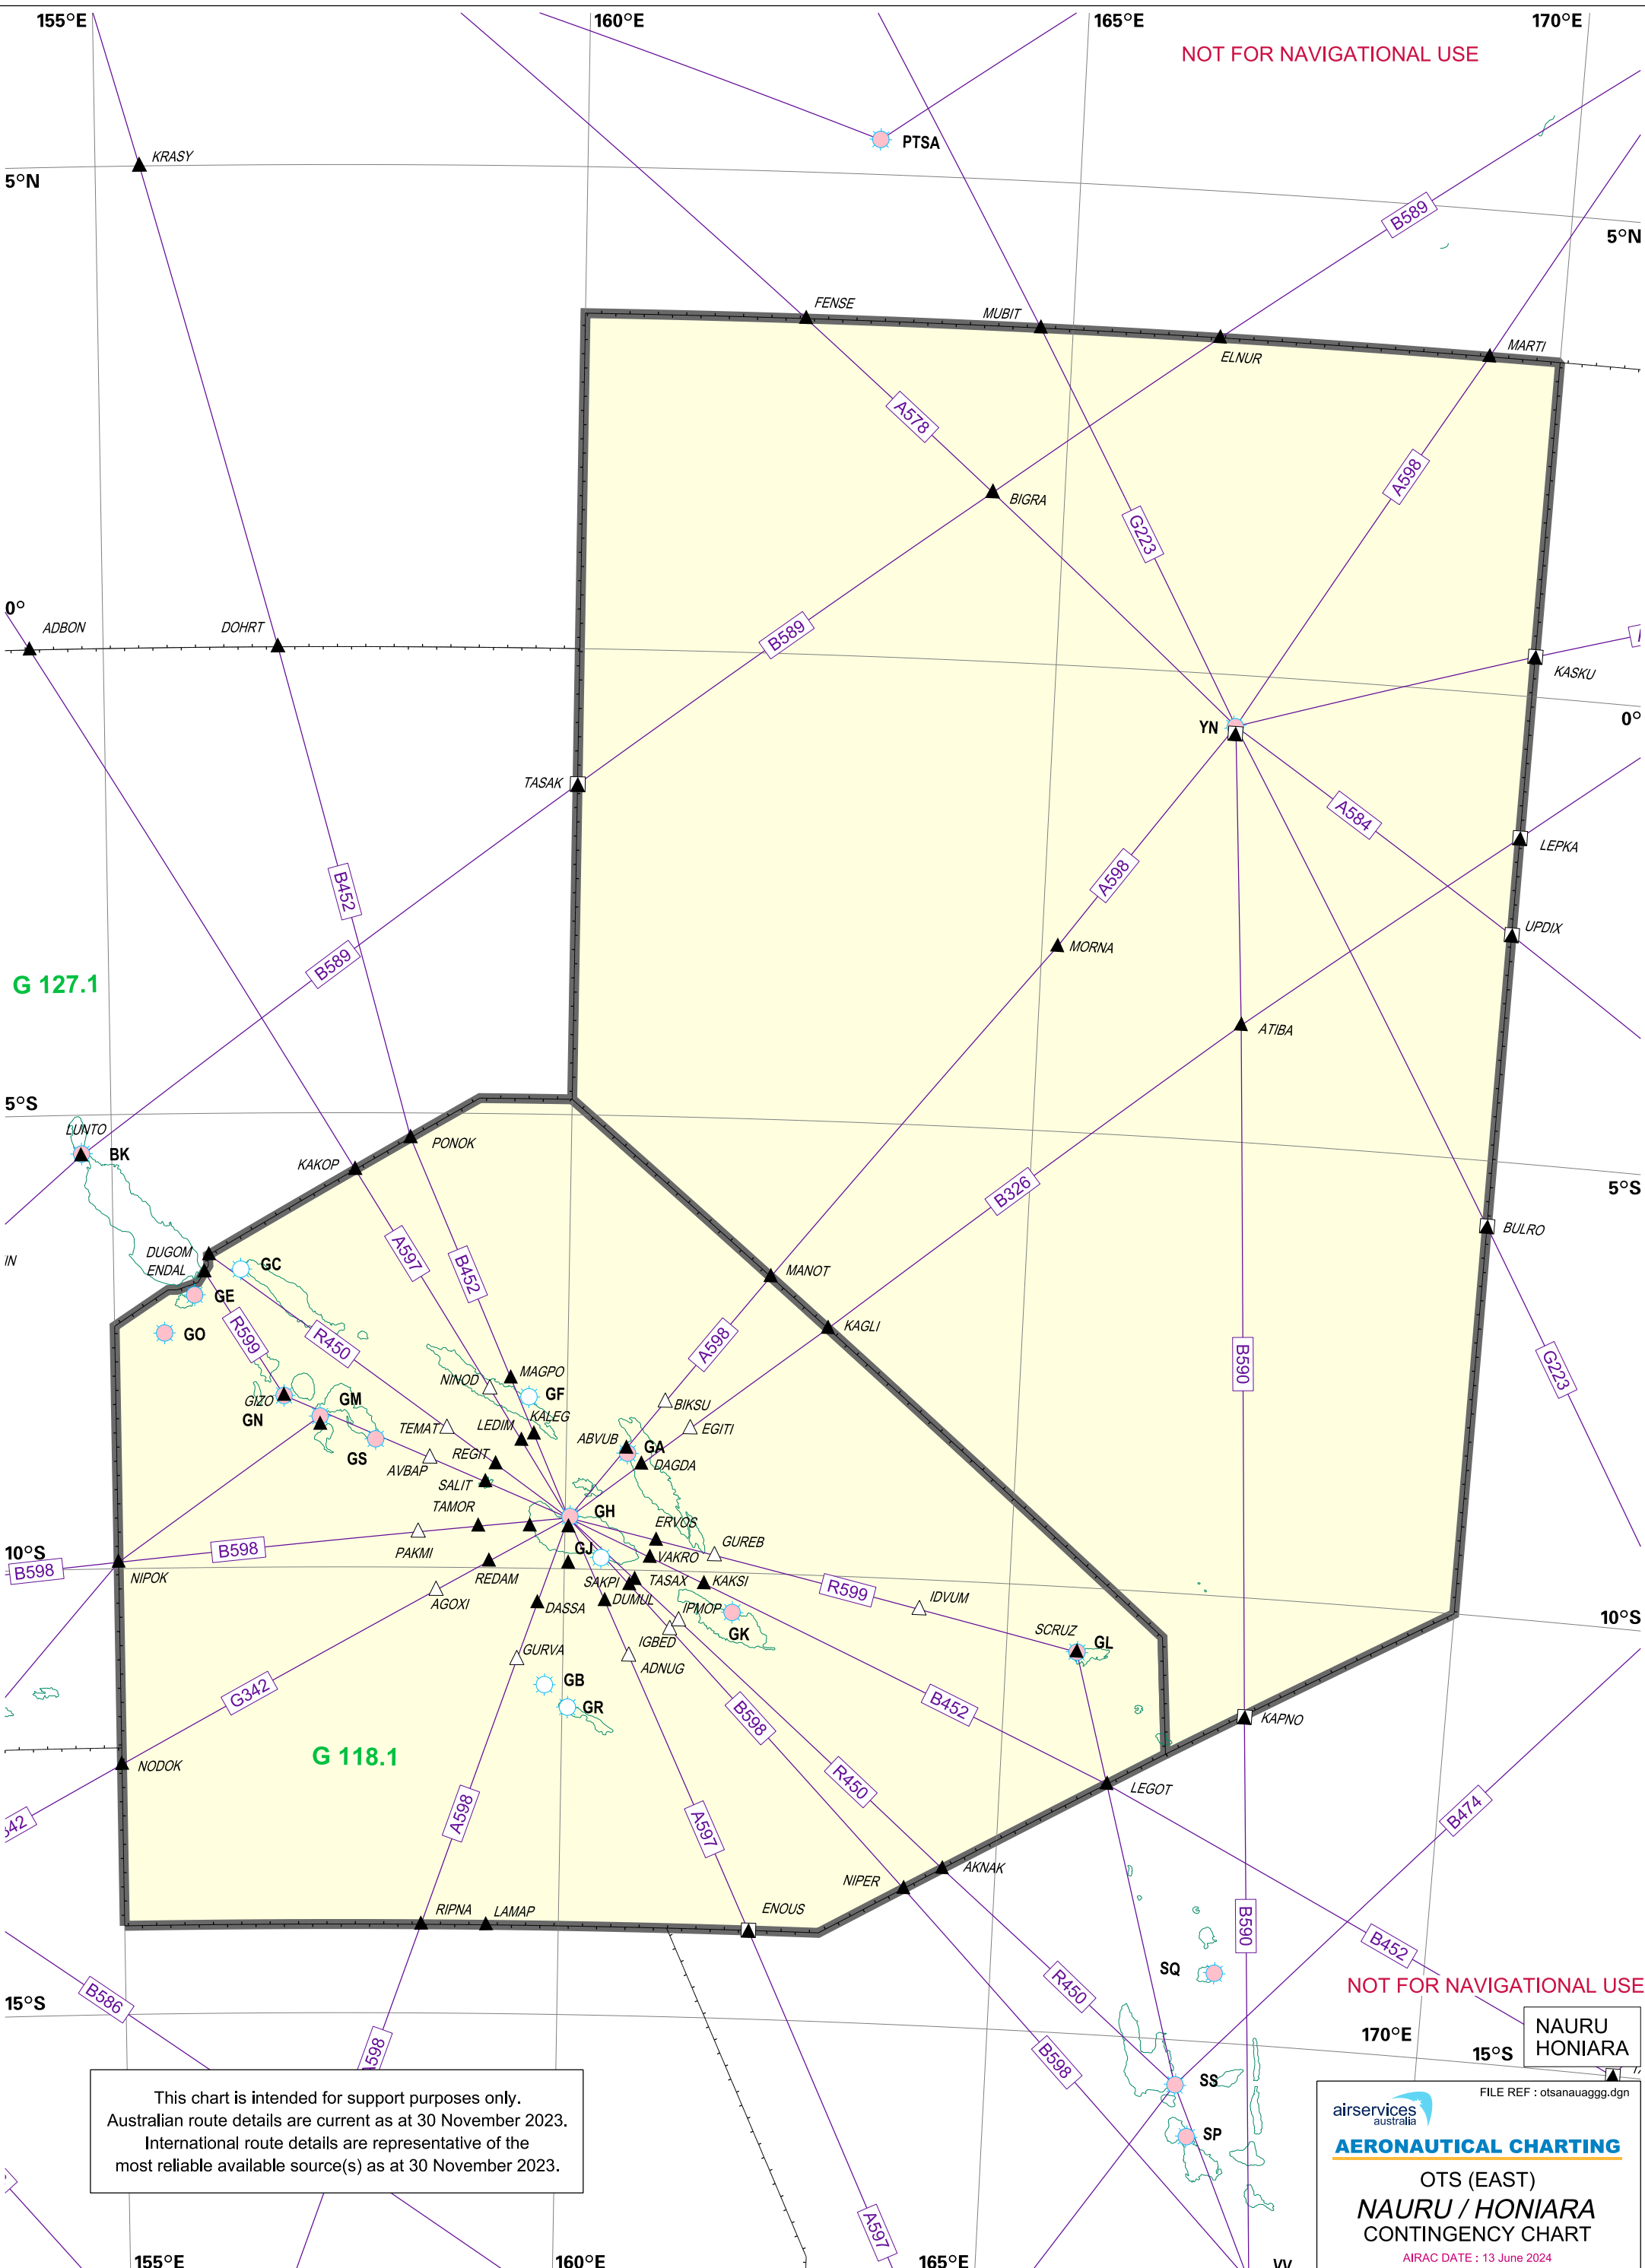 155°E
160°E
165°E
170°E
NOT FOR NAVIGATIONAL USE
PTSA
KRASY
5°N
B589
5°N
FENSE
MUBIT
ELNUR
MARTI
A578
A598
BIGRA
G223
0°
ADBON
DOHRT
B589
KASKU
YN
0°
TASAK
A584
LEPKA
B452
A598
UPDIX
MORNA
B589
G 127.1
ATIBA
5°S
LUNTO
BK
PONOK
KAKOP
B326
5°S
BULRO
IN
DUGOM
ENDAL
GC
A597
B452
MANOT
GE
GO
R599
R450
A598
KAGLI
B590
G223
MAGPO
NINOD
GF
GIZO
GN
GM
BIKSU
TEMAT
LEDIM
KALEG
EGITI
GS
ABVUB
GA
AVBAP
REGIT
DAGDA
SALIT
TAMOR
GH
ERVOS
GUREB
B598
PAKMI
GJ
VAKRO
10°S
B598
NIPOK
REDAM
SAKPI
TASAX
KAKSI
R599
IDVUM
AGOXI
DASSA
DUMUL
IPMOP
GK
SCRUZ
GL
10°S
GURVA
IGBED
ADNUG
GB
G342
GR
B598
B452
KAPNO
G 118.1
NODOK
R450
LEGOT
342
A598
A597
B474
NIPER
AKNAK
RIPNA
LAMAP
ENOUS
B590
B452
SQ
B586
R450
NOT FOR NAVIGATIONAL USE
15°S
170°E
15°S
NAURU
HONIARA
A598
B598
SS
SP
This chart is intended for support purposes only.
Australian route details are current as at 30 November 2023.
International route details are representative of the
most reliable available source(s) as at 30 November 2023.
FILE REF : otsanauaggg.dgn
airservices
australia
AERONAUTICAL CHARTING
OTS (EAST)
NAURU / HONIARA
CONTINGENCY CHART
AIRAC DATE : 13 June 2024
A597
155°E
160°E
165°E
VV